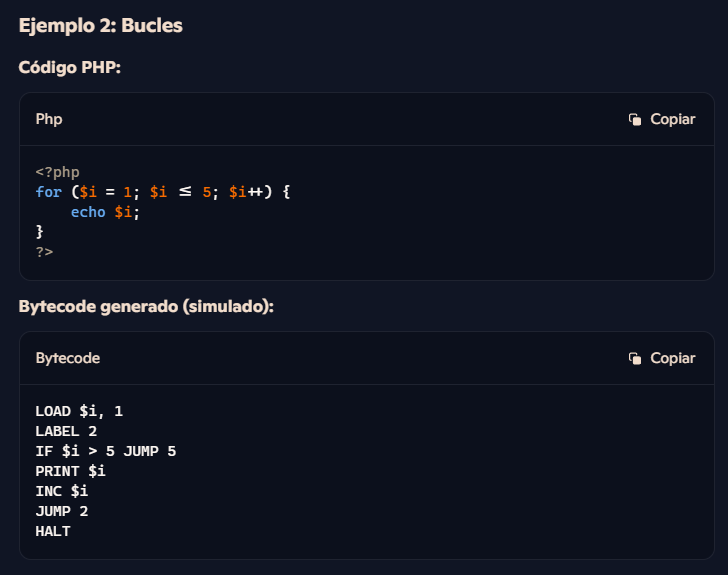 Ejemplo 2: Bucles
Código PHP:
Php
Copiar
<?php
for ($i = 1; $i <= 5; $i++) {
    echo $i;
}
?>
Bytecode generado (simulado):
Bytecode
Copiar
LOAD $i, 1
LABEL 2
IF $i > 5 JUMP 5
PRINT $i
INC $i
JUMP 2
HALT